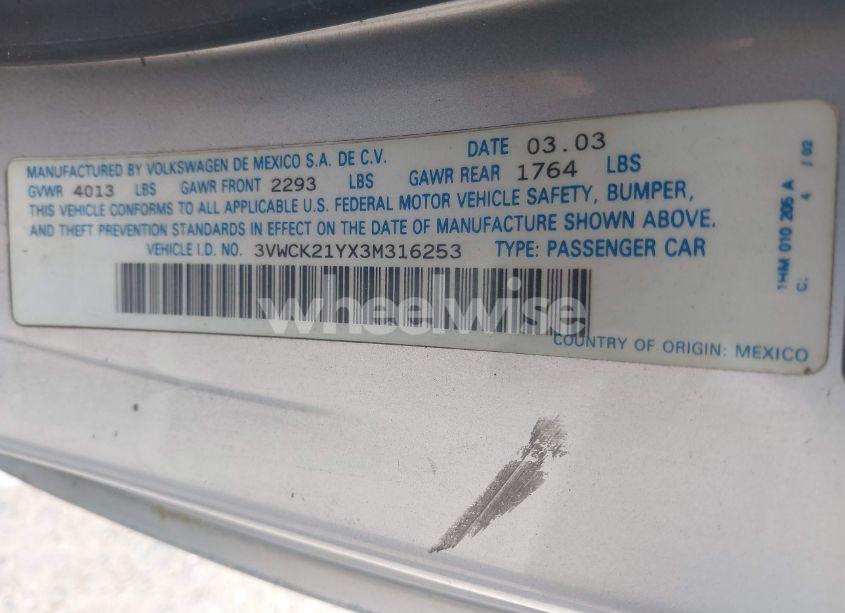 MANUFACTURED BY VOLKSWAGEN DE MEXICO S.A. DE C.V. DATE 03.03
GVWR 4013 LBS GAWR FRONT 2293 LBS GAWR REAR 1764 LBS
THIS VEHICLE CONFORMS TO ALL APPLICABLE U.S. FEDERAL MOTOR VEHICLE SAFETY, BUMPER,
AND THEFT PREVENTION STANDARDS IN EFFECT ON THE DATE OF MANUFACTURE SHOWN ABOVE.
VEHICLE I.D. NO. 3VWCK21YX3M316253 TYPE: PASSENGER CAR
wheelwise
COUNTRY OF ORIGIN: MEXICO
1HM 010 205 A
C: 4 / 02